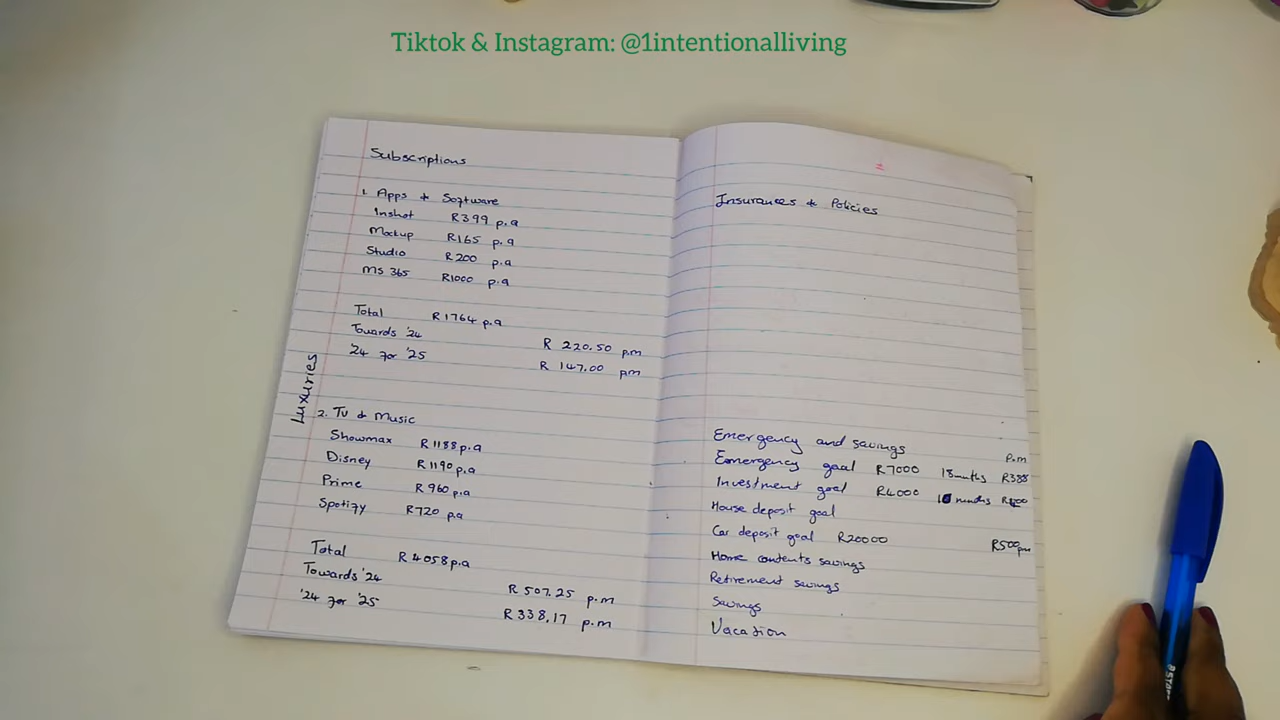 Tiktok & Instagram: @1intentionalliving
Subscriptions
1. Apps & Software
Inshot R399 p.a
Mockup R165 p.a
Studio R200 p.a
MS 365 R1000 p.a
Total R1764 p.a
Towards '24 R 220.50 p.m
'24 for '25 R 147.00 pm
Luxuries
2. TV & Music
Showmax R1188 p.a
Disney R1190 p.a
Prime R960 p.a
Spotify R720 p.a
Total R4058 p.a
Towards '24 R507.25 p.m
'24 for '25 R338.17 p.m
Insurances & Policies
Emergency and savings
p.m
Emergency goal R7000 18 months R388
Investment goal R4000 months
House deposit goal
Car deposit goal R20000 R500pm
Home contents savings
Retirement savings
Savings
Vacation